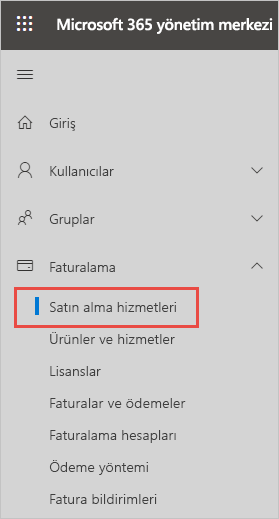 Microsoft 365 yönetim merkezi
Giriş
Kullanıcılar
Gruplar
Faturalama
Satın alma hizmetleri
Ürünler ve hizmetler
Lisanslar
Faturalar ve ödemeler
Faturalama hesapları
Ödeme yöntemi
Fatura bildirimleri